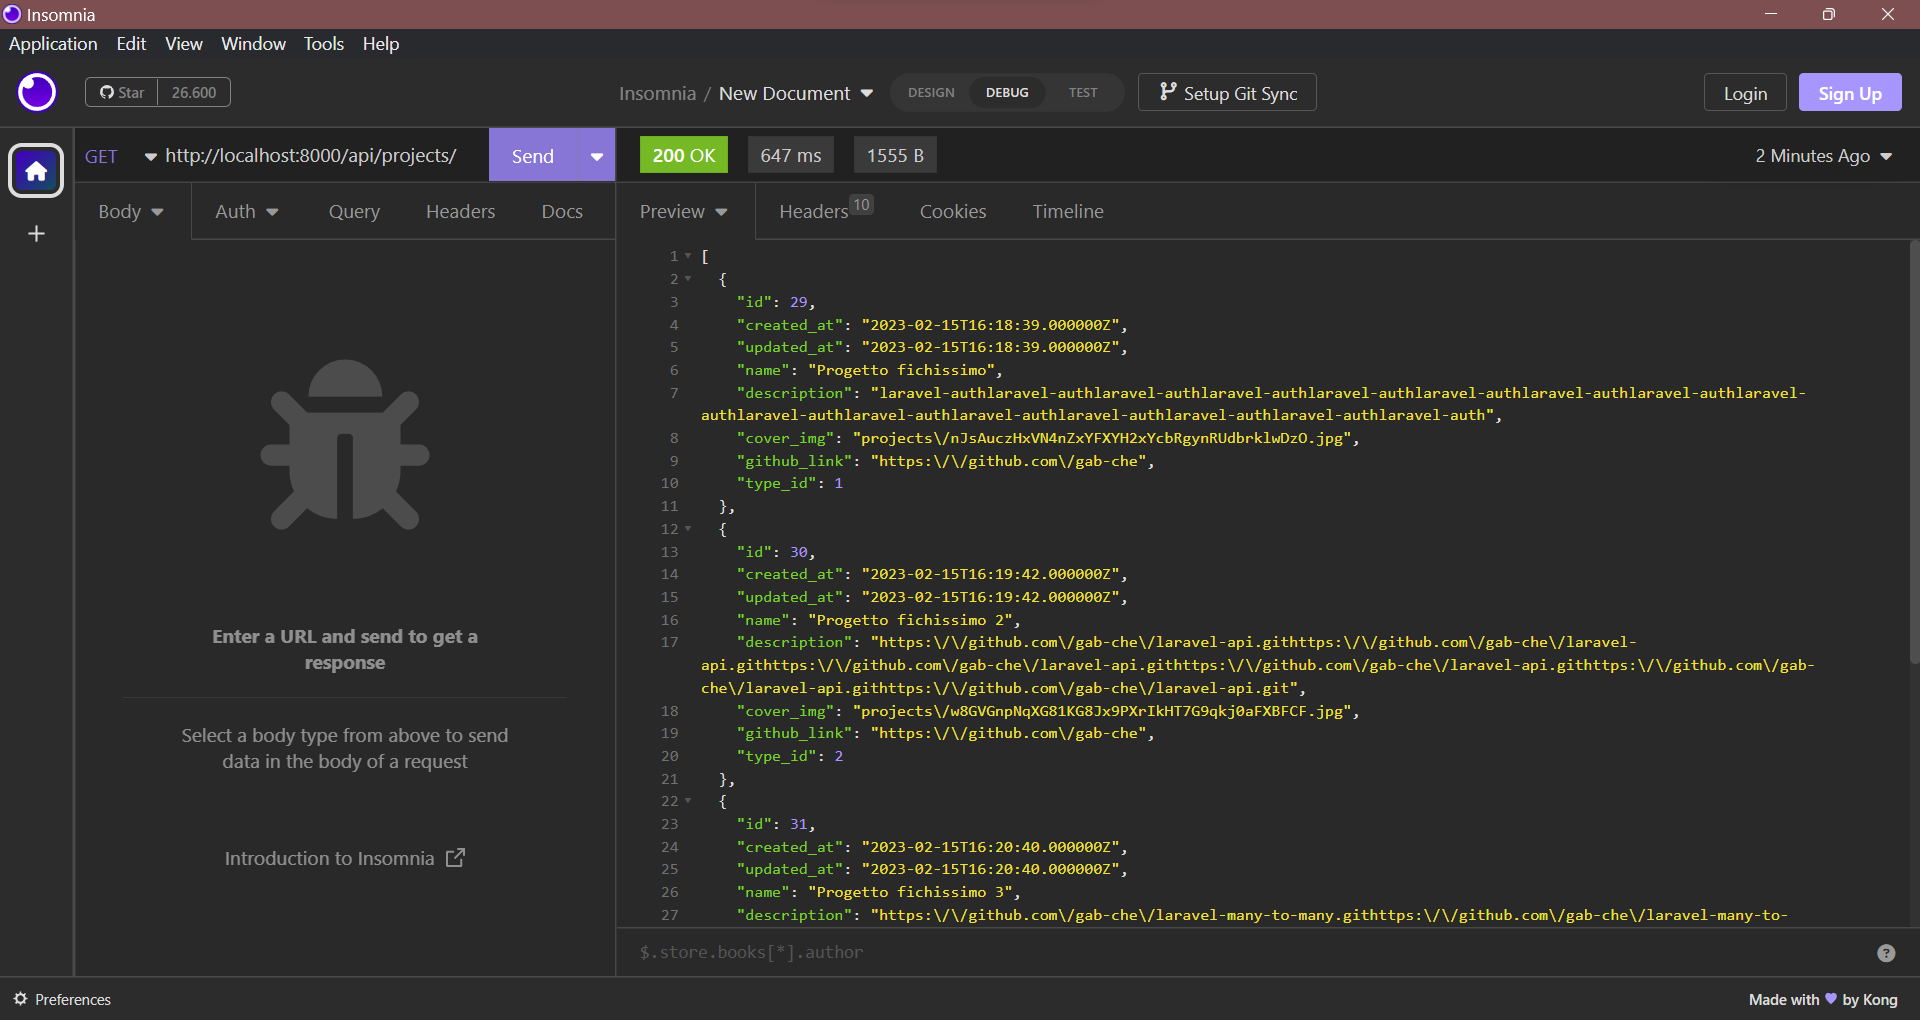 Insomnia
Application Edit View Window Tools Help
Star 26.600 Insomnia / New Document DESIGN DEBUG TEST Setup Git Sync Login Sign Up
GET http://localhost:8000/api/projects/ Send 200 OK 647 ms 1555 B 2 Minutes Ago
Body Auth Query Headers Docs Preview Headers 10 Cookies Timeline
1 [
2 {
3 "id": 29,
4 "created_at": "2023-02-15T16:18:39.000000Z",
5 "updated_at": "2023-02-15T16:18:39.000000Z",
6 "name": "Progetto fichissimo",
7 "description": "laravel-authlaravel-authlaravel-authlaravel-authlaravel-authlaravel-authlaravel-authlaravel-authlaravel-
authlaravel-authlaravel-authlaravel-authlaravel-authlaravel-authlaravel-authlaravel-auth",
8 "cover_img": "projects\/nJsAuczHxVN4nZxYFXYH2xYcbRgynRUdbrklwDzO.jpg",
9 "github_link": "https:\/\/github.com\/gab-che",
10 "type_id": 1
11 },
12 {
13 "id": 30,
14 "created_at": "2023-02-15T16:19:42.000000Z",
15 "updated_at": "2023-02-15T16:19:42.000000Z",
16 "name": "Progetto fichissimo 2",
17 "description": "https:\/\/github.com\/gab-che\/laravel-api.githttps:\/\/github.com\/gab-che\/laravel-
api.githttps:\/\/github.com\/gab-che\/laravel-api.githttps:\/\/github.com\/gab-che\/laravel-api.githttps:\/\/github.com\/gab-
che\/laravel-api.githttps:\/\/github.com\/gab-che\/laravel-api.git",
18 "cover_img": "projects\/w8GVGnpNqXG81KG8Jx9PXrIkHT7G9qkj0aFXBFCF.jpg",
19 "github_link": "https:\/\/github.com\/gab-che",
20 "type_id": 2
21 },
22 {
23 "id": 31,
24 "created_at": "2023-02-15T16:20:40.000000Z",
25 "updated_at": "2023-02-15T16:20:40.000000Z",
26 "name": "Progetto fichissimo 3",
27 "description": "https:\/\/github.com\/gab-che\/laravel-many-to-many.githttps:\/\/github.com\/gab-che\/laravel-many-to-
Enter a URL and send to get a
response
Select a body type from above to send
data in the body of a request
Introduction to Insomnia
$.store.books[*].author
?
Preferences Made with by Kong